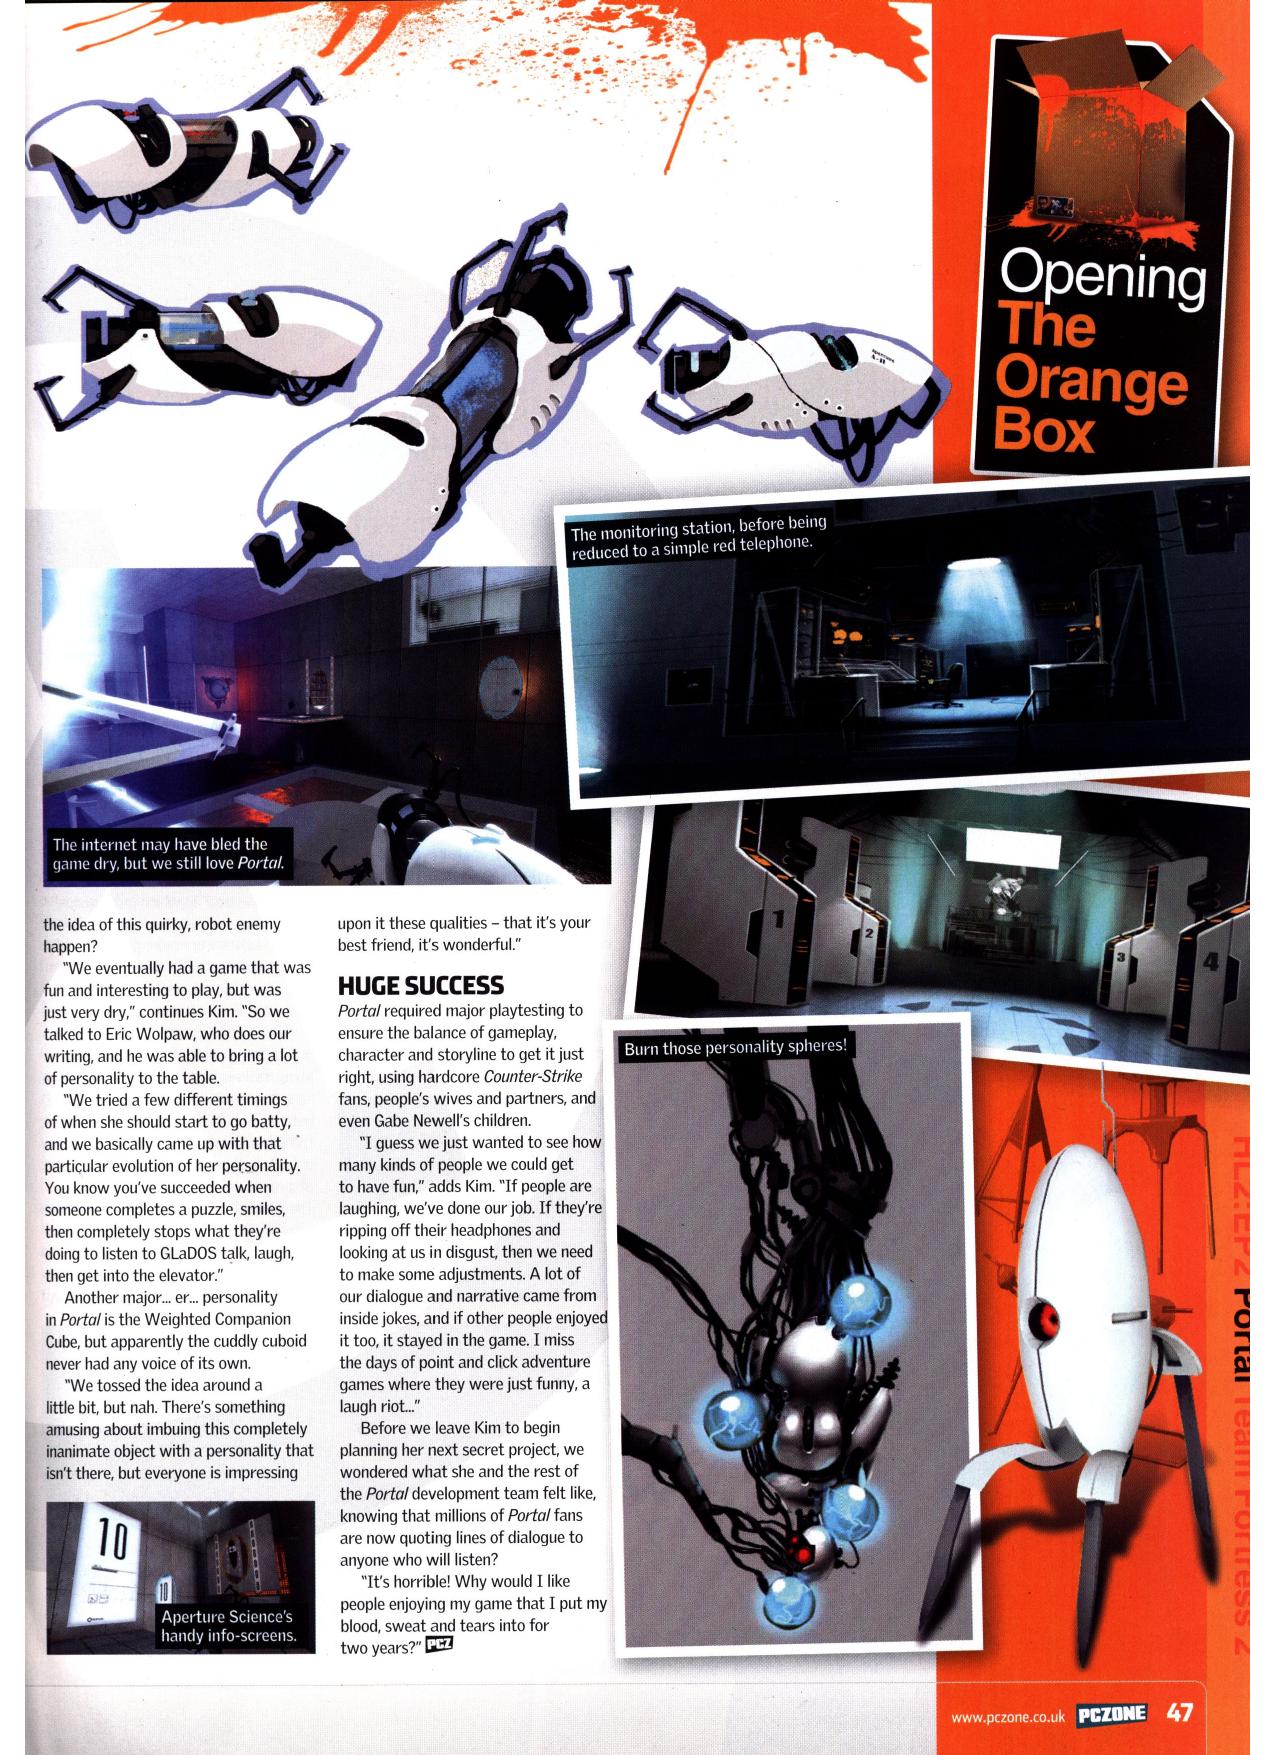 Opening
The
Orange
Box
APERTURE
The monitoring station, before being
reduced to a simple red telephone.
The internet may have bled the
game dry, but we still love Portal.
1
2
3
4
the idea of this quirky, robot enemy
happen?
"We eventually had a game that was
fun and interesting to play, but was
just very dry," continues Kim. "So we
talked to Eric Wolpaw, who does our
writing, and he was able to bring a lot
of personality to the table.
"We tried a few different timings
of when she should start to go batty,
and we basically came up with that
particular evolution of her personality.
You know you've succeeded when
someone completes a puzzle, smiles,
then completely stops what they're
doing to listen to GLaDOS talk, laugh,
then get into the elevator."
Another major... er... personality
in Portal is the Weighted Companion
Cube, but apparently the cuddly cuboid
never had any voice of its own.
"We tossed the idea around a
little bit, but nah. There's something
amusing about imbuing this completely
inanimate object with a personality that
isn't there, but everyone is impressing
10
10
Aperture Science's
handy info-screens.
upon it these qualities – that it's your
best friend, it's wonderful."
HUGE SUCCESS
Portal required major playtesting to
ensure the balance of gameplay,
character and storyline to get it just
right, using hardcore Counter-Strike
fans, people's wives and partners, and
even Gabe Newell's children.
"I guess we just wanted to see how
many kinds of people we could get
to have fun," adds Kim. "If people are
laughing, we've done our job. If they're
ripping off their headphones and
looking at us in disgust, then we need
to make some adjustments. A lot of
our dialogue and narrative came from
inside jokes, and if other people enjoyed
it too, it stayed in the game. I miss
the days of point and click adventure
games where they were just funny, a
laugh riot..."
Before we leave Kim to begin
planning her next secret project, we
wondered what she and the rest of
the Portal development team felt like,
knowing that millions of Portal fans
are now quoting lines of dialogue to
anyone who will listen?
"It's horrible! Why would I like
people enjoying my game that I put my
blood, sweat and tears into for
two years?" PCZ
Burn those personality spheres!
HL2:EP2 Portal Team Fortress 2
www.pczone.co.uk PCZONE 47